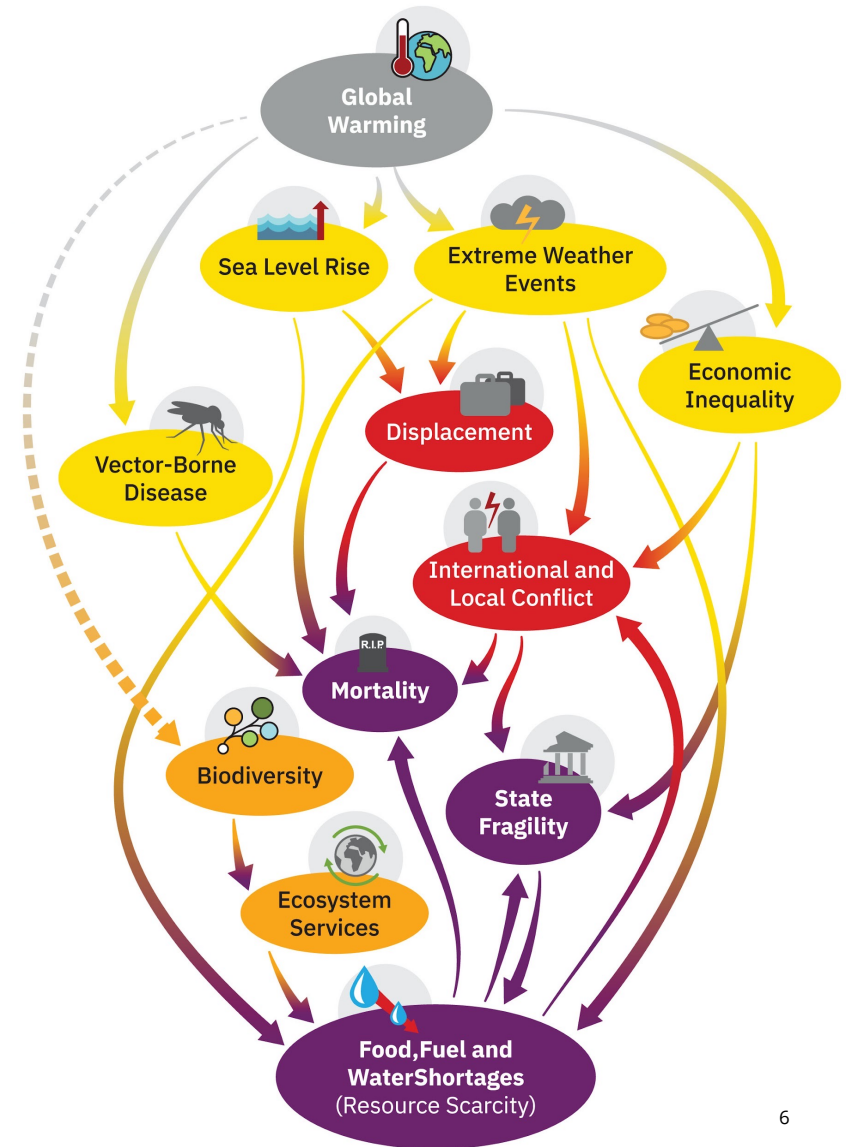 Global
Warming
Sea Level Rise
Extreme Weather
Events
Economic
Inequality
Displacement
Vector-Borne
Disease
International and
Local Conflict
R.I.P.
Mortality
Biodiversity
State
Fragility
Ecosystem
Services
Food,Fuel and
WaterShortages
(Resource Scarcity)
6